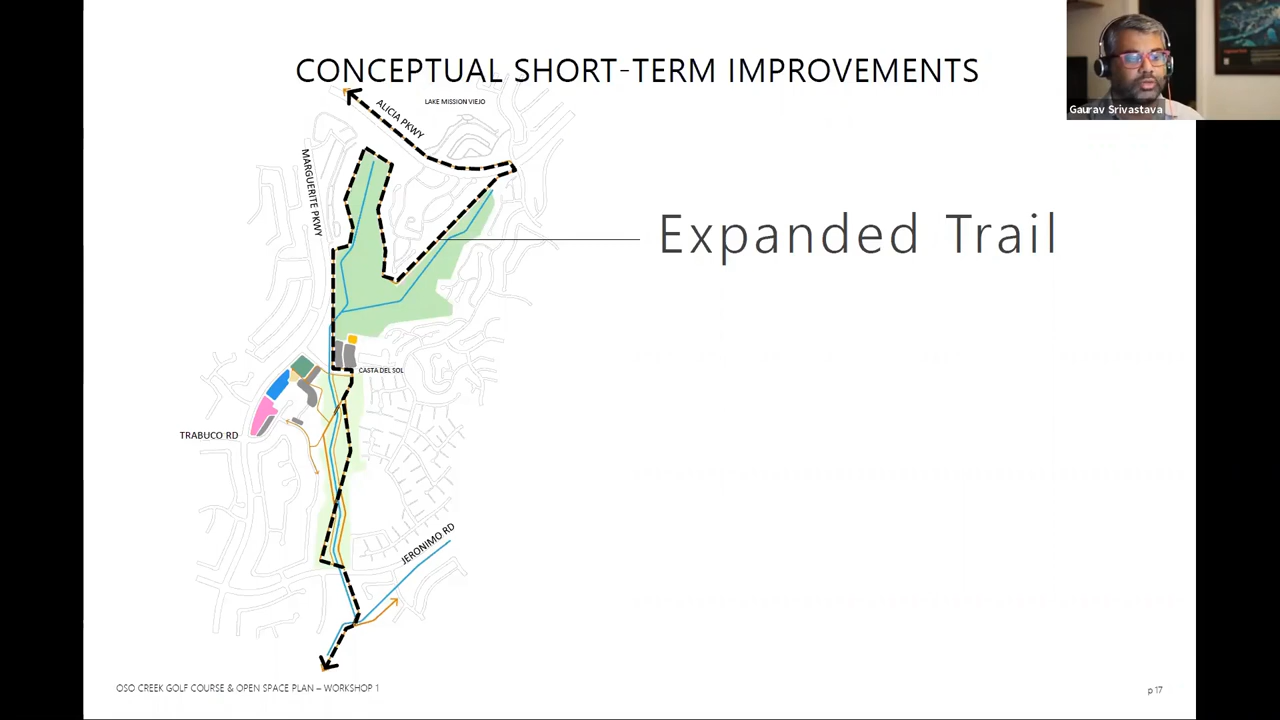 CONCEPTUAL SHORT-TERM IMPROVEMENTS
LAKE MISSION VIEJO
ALICIA PKWY
MARGUERITE PKWY
Expanded Trail
CASTA DEL SOL
TRABUCO RD
JERONIMO RD
OSO CREEK GOLF COURSE & OPEN SPACE PLAN – WORKSHOP 1
p 17
Gaurav Srivastava